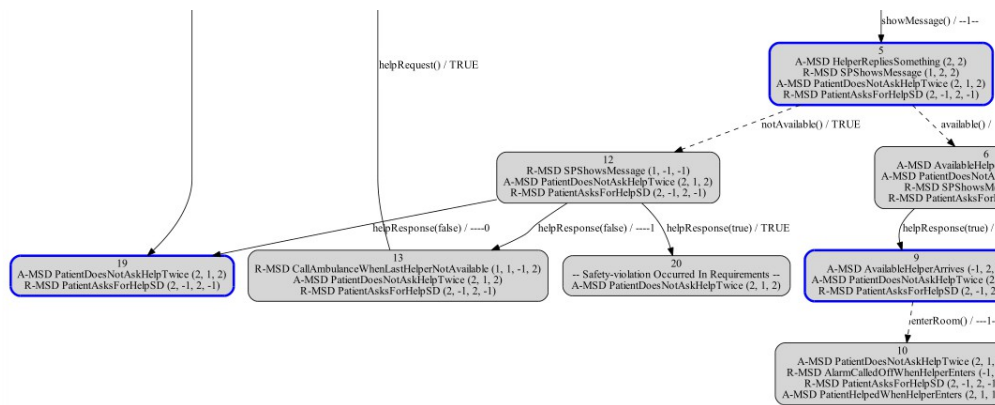 showMessage() / --1--
5
A-MSD HelperRepliesSomething (2, 2)
R-MSD SPShowsMessage (1, 2, 2)
A-MSD PatientDoesNotAskHelpTwice (2, 1, 2)
R-MSD PatientAsksForHelpSD (2, -1, 2, -1)
helpRequest() / TRUE
notAvailable() / TRUE
available() /
12
R-MSD SPShowsMessage (1, -1, -1)
A-MSD PatientDoesNotAskHelpTwice (2, 1, 2)
R-MSD PatientAsksForHelpSD (2, -1, 2, -1)
6
A-MSD AvailableHelpe
A-MSD PatientDoesNotA
R-MSD SPShowsM
R-MSD PatientAsksForH
helpResponse(false) / ----0
helpResponse(false) / ----1
helpResponse(true) / TRUE
helpResponse(true) /
19
A-MSD PatientDoesNotAskHelpTwice (2, 1, 2)
R-MSD PatientAsksForHelpSD (2, -1, 2, -1)
13
R-MSD CallAmbulanceWhenLastHelperNotAvailable (1, 1, -1, 2)
A-MSD PatientDoesNotAskHelpTwice (2, 1, 2)
R-MSD PatientAsksForHelpSD (2, -1, 2, -1)
20
-- Safety-violation Occurred In Requirements --
A-MSD PatientDoesNotAskHelpTwice (2, 1, 2)
9
A-MSD AvailableHelperArrives (-1, 2,
A-MSD PatientDoesNotAskHelpTwice (2
R-MSD PatientAsksForHelpSD (2, -1, 2
enterRoom() / ---1-
10
A-MSD PatientDoesNotAskHelpTwice (2, 1,
R-MSD AlarmCalledOffWhenHelperEnters (-1,
R-MSD PatientAsksForHelpSD (2, -1, 2, -1
A-MSD PatientHelpedWhenHelperEnters (2, 1, 1